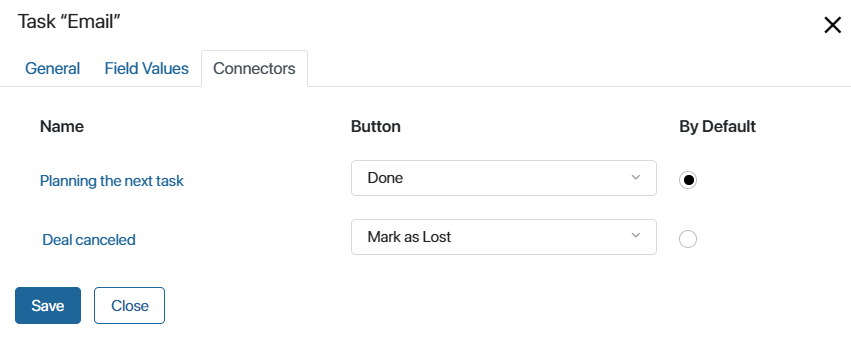 Task “Email”
General Field Values Connectors
Name Button By Default
Planning the next task Done
Deal canceled Mark as Lost
Save Close